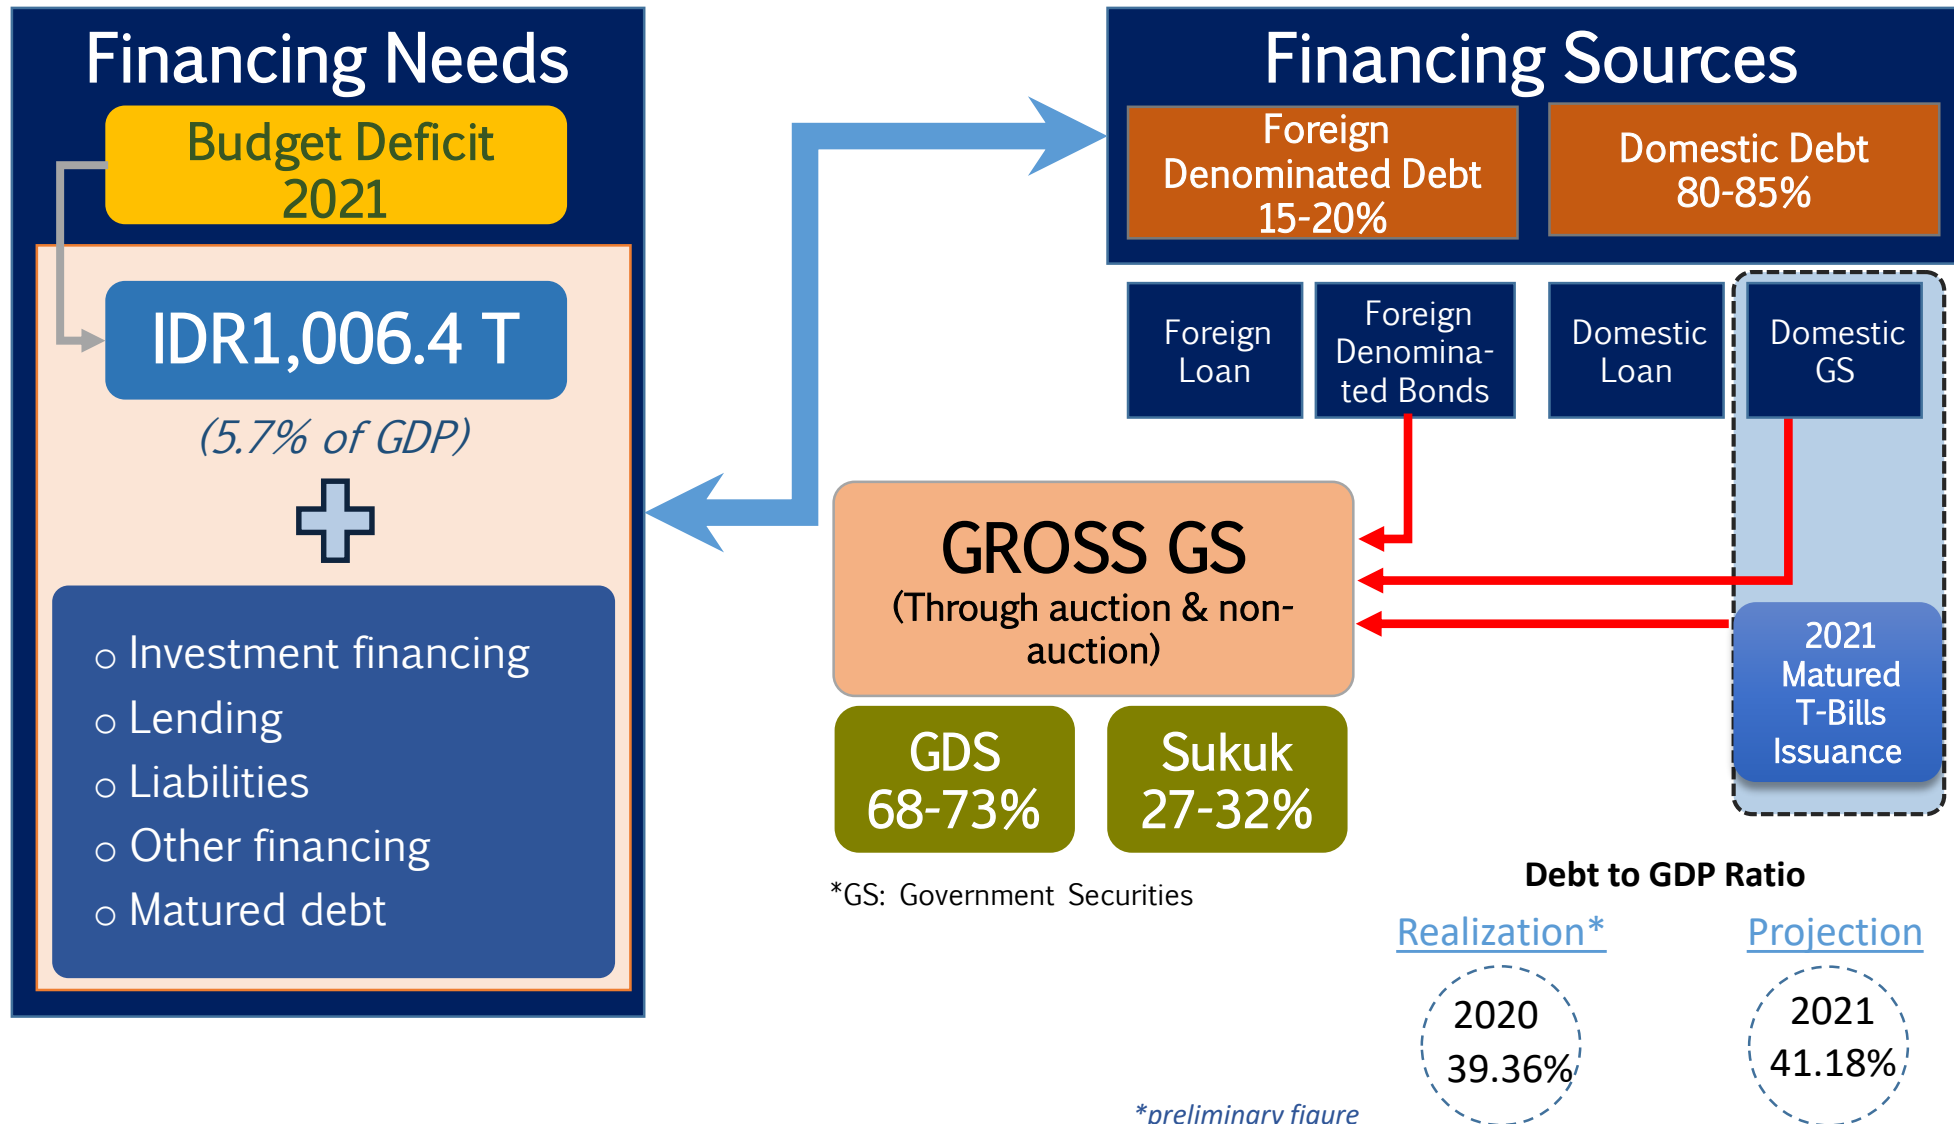 Financing Needs
Budget Deficit
2021
IDR1,006.4 T
(5.7% of GDP)
o Investment financing
o Lending
o Liabilities
o Other financing
o Matured debt
Financing Sources
Foreign
Denominated Debt
15-20%
Domestic Debt
80-85%
Foreign
Loan
Foreign
Denomina-
ted Bonds
Domestic
Loan
Domestic
GS
GROSS GS
(Through auction & non-
auction)
2021
Matured
T-Bills
Issuance
GDS
68-73%
Sukuk
27-32%
*GS: Government Securities
Debt to GDP Ratio
Realization*
2020
39.36%
Projection
2021
41.18%
*preliminary figure